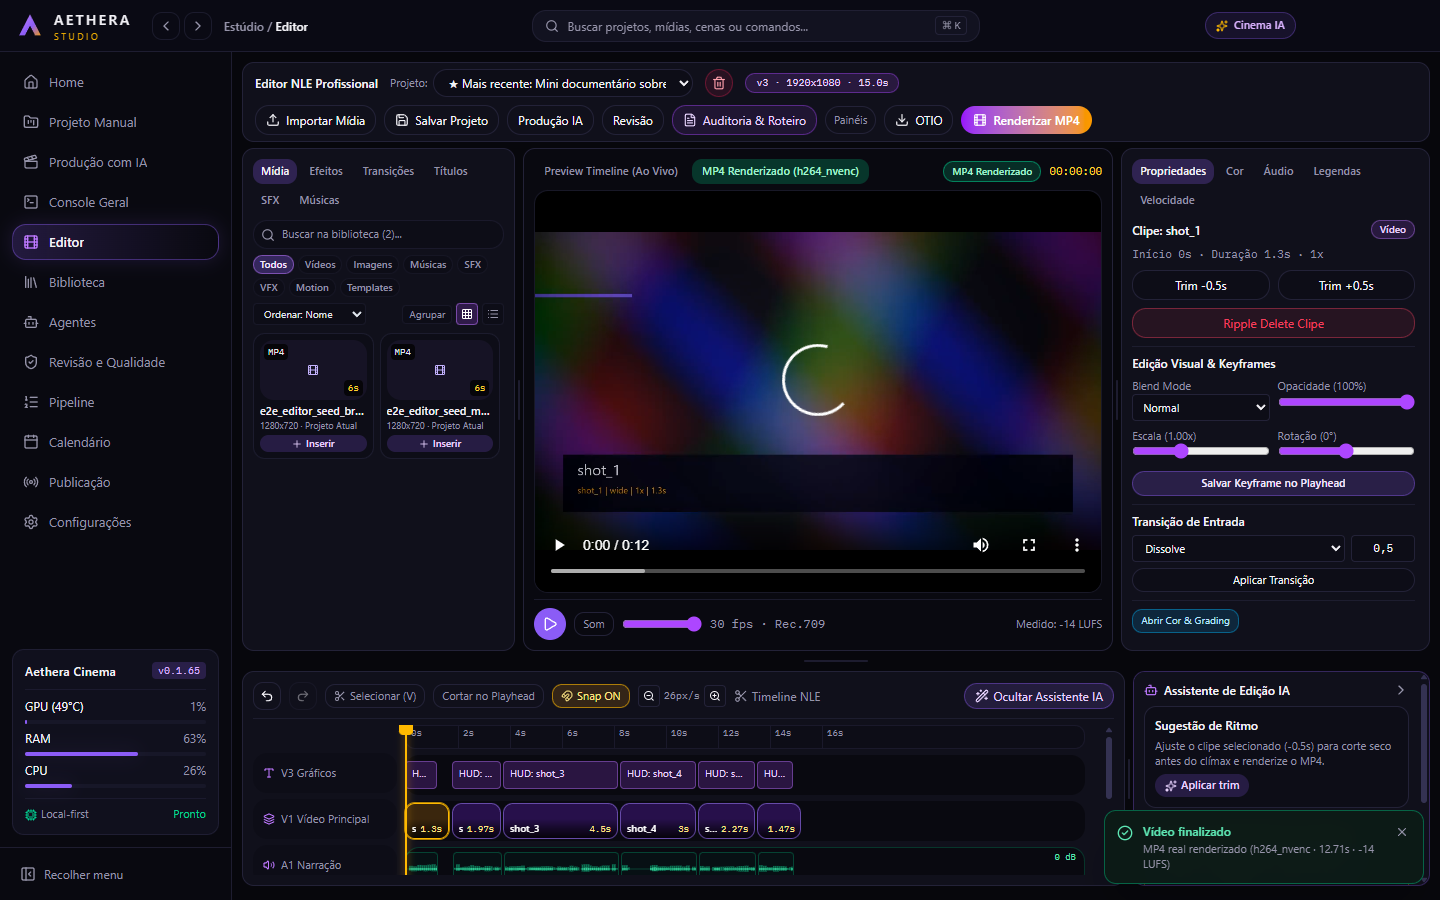 AETHERA
STUDIO
Estúdio / Editor
Buscar projetos, mídias, cenas ou comandos...
⌘ K
Cinema IA
Home
Projeto Manual
Produção com IA
Console Geral
Editor
Biblioteca
Agentes
Revisão e Qualidade
Pipeline
Calendário
Publicação
Configurações
Aethera Cinema
v0.1.65
GPU (49°C)
1%
RAM
63%
CPU
26%
Local-first
Pronto
Recolher menu
Editor NLE Profissional
Projeto:
★ Mais recente: Mini documentário sobre
v3 · 1920x1080 · 15.0s
Importar Mídia
Salvar Projeto
Produção IA
Revisão
Auditoria & Roteiro
Painéis
OTIO
Renderizar MP4
Mídia
Efeitos
Transições
Títulos
SFX
Músicas
Buscar na biblioteca (2)...
Todos
Vídeos
Imagens
Músicas
SFX
VFX
Motion
Templates
Ordenar: Nome
Agrupar
MP4
6s
e2e_editor_seed_br...
1280x720 · Projeto Atual
+ Inserir
MP4
6s
e2e_editor_seed_m...
1280x720 · Projeto Atual
+ Inserir
Preview Timeline (Ao Vivo)
MP4 Renderizado (h264_nvenc)
MP4 Renderizado
00:00:00
shot_1
shot_1 | wide | 1x | 1.3s
0:00 / 0:12
Som
30 fps · Rec.709
Medido: -14 LUFS
Propriedades
Cor
Áudio
Legendas
Velocidade
Clipe: shot_1
Vídeo
Início 0s · Duração 1.3s · 1x
Trim -0.5s
Trim +0.5s
Ripple Delete Clipe
Edição Visual & Keyframes
Blend Mode
Opacidade (100%)
Normal
Escala (1.00x)
Rotação (0°)
Salvar Keyframe no Playhead
Transição de Entrada
Dissolve
0,5
Aplicar Transição
Abrir Cor & Grading
Selecionar (V)
Cortar no Playhead
Snap ON
26px/s
Timeline NLE
Ocultar Assistente IA
0s
2s
4s
6s
8s
10s
12s
14s
16s
V3 Gráficos
H...
HUD: ...
HUD: shot_3
HUD: shot_4
HUD: s...
HU...
V1 Vídeo Principal
s 1.3s
s 1.97s
shot_3
4.5s
shot_4
3s
s... 2.27s
1.47s
A1 Narração
0 dB
Assistente de Edição IA
Sugestão de Ritmo
Ajuste o clipe selecionado (-0.5s) para corte seco
antes do clímax e renderize o MP4.
Aplicar trim
Vídeo finalizado
MP4 real renderizado (h264_nvenc · 12.71s · -14
LUFS)